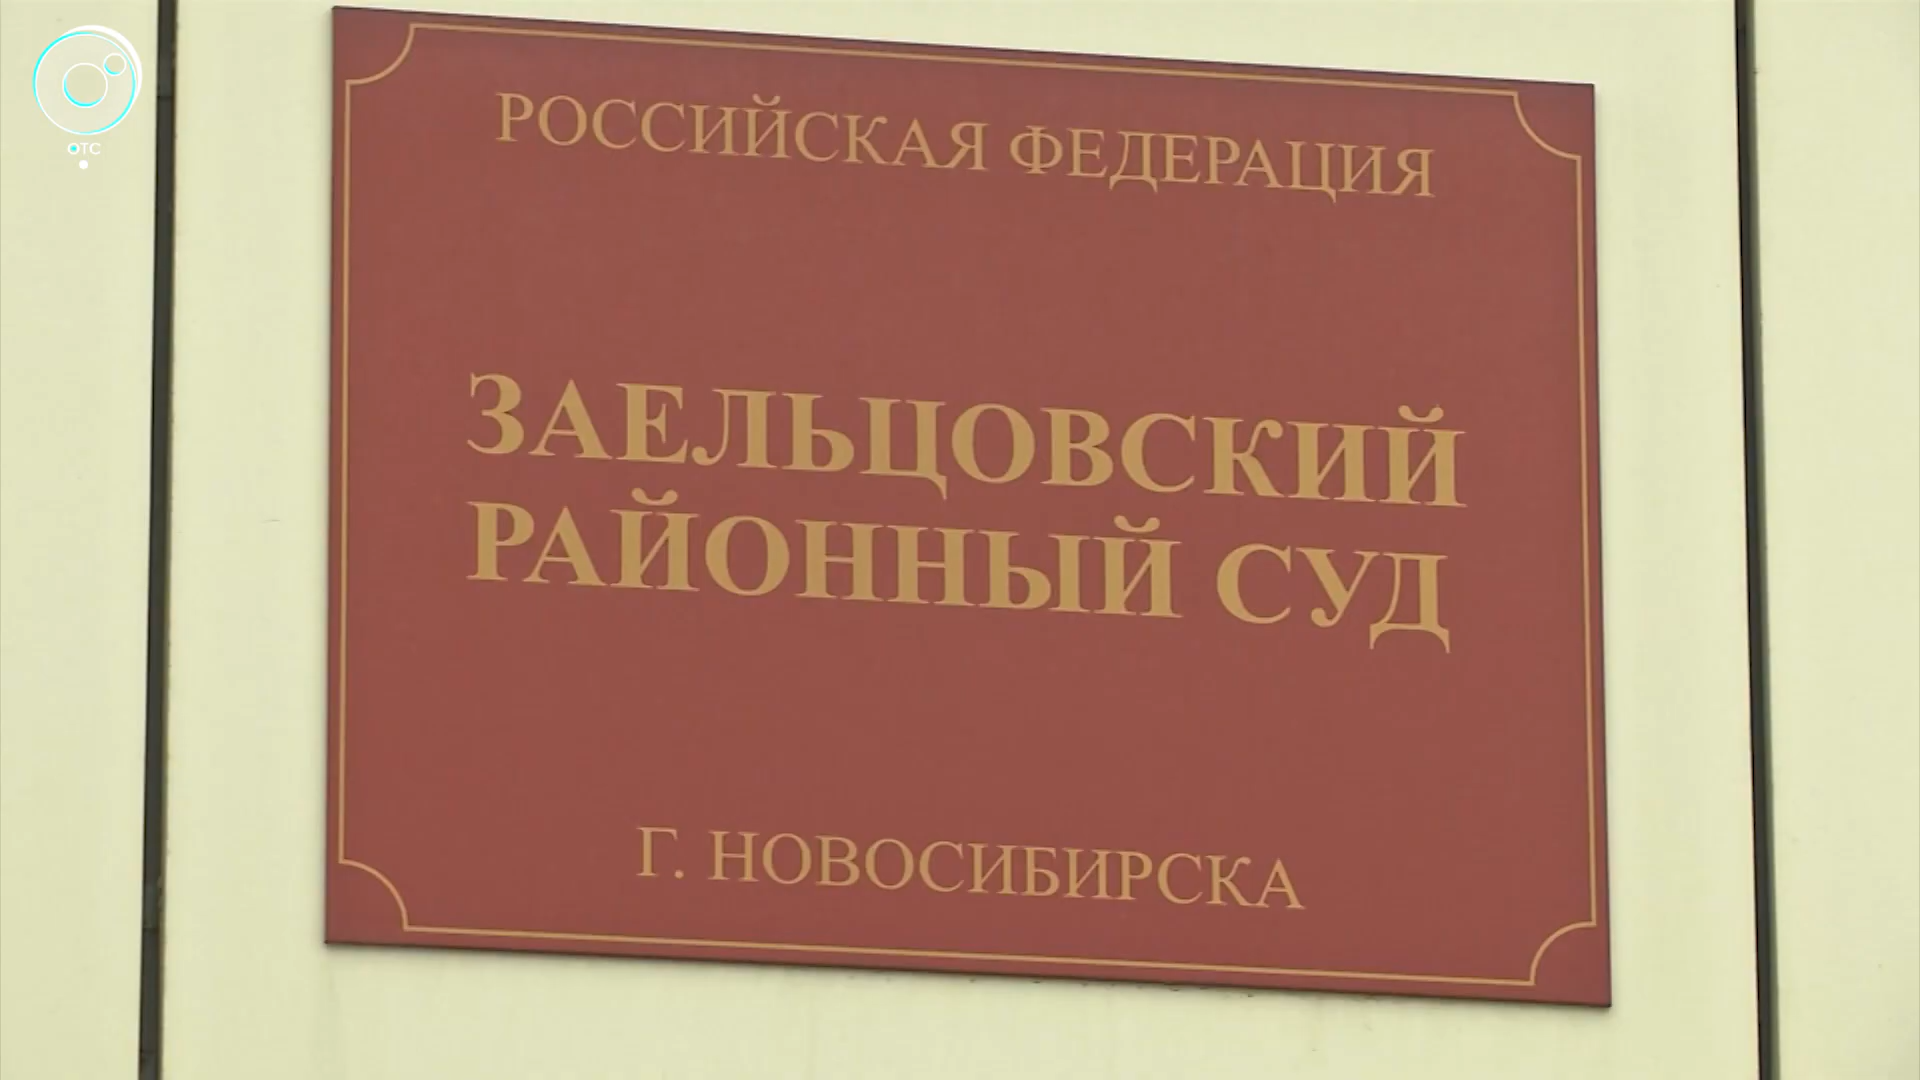 ОТС
РОССИЙСКАЯ ФЕДЕРАЦИЯ
ЗАЕЛЬЦОВСКИЙ
РАЙОННЫЙ СУД
Г. НОВОСИБИРСКА